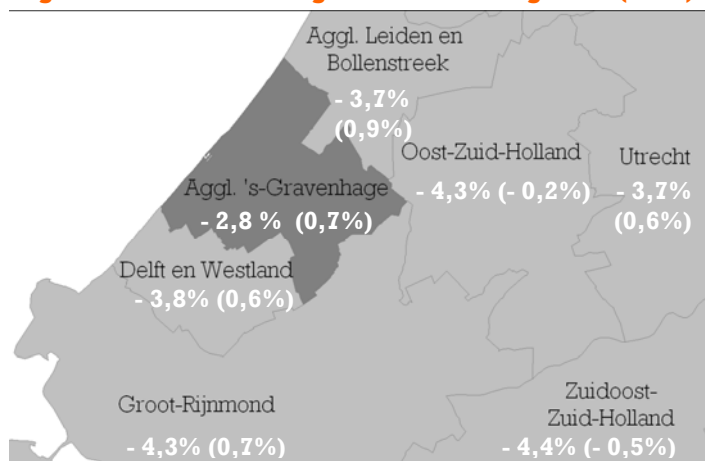 Aggl. Leiden en
Bollenstreek
- 3,7%
(0,9%)
Oost-Zuid-Holland
- 4,3% (- 0,2%)
Utrecht
- 3,7%
(0,6%)
Aggl. 's-Gravenhage
- 2,8 % (0,7%)
Delft en Westland
- 3,8% (0,6%)
Groot-Rijnmond
- 4,3% (0,7%)
Zuidoost-
Zuid-Holland
- 4,4% (- 0,5%)